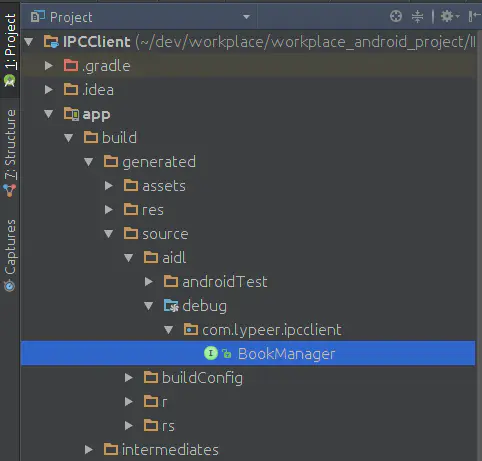 Project
IPCClient (~/dev/workplace/workplace_android_project/I
.gradle
.idea
app
build
generated
assets
res
source
aidl
androidTest
debug
com.lypeer.ipcclient
I BookManager
buildConfig
r
rs
intermediates
1: Project
7: Structure
Captures